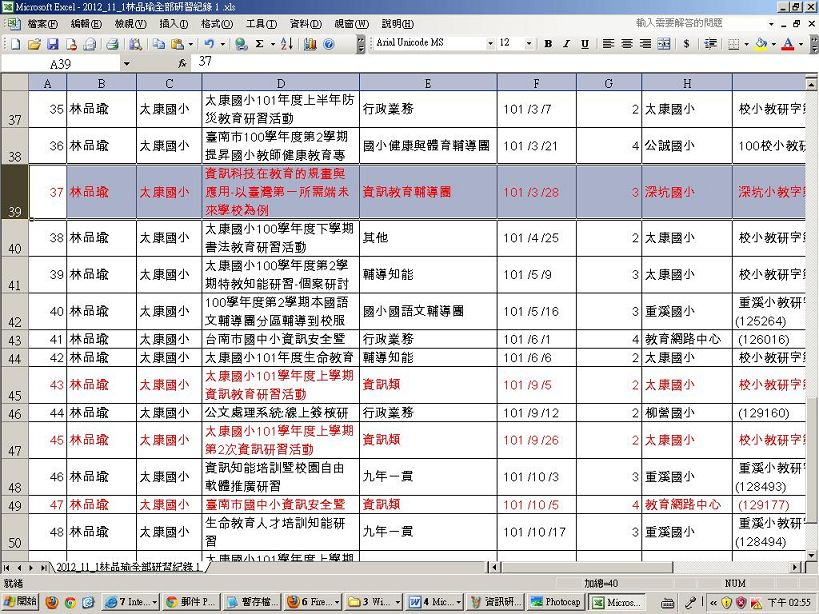 Microsoft Excel - 2012_11_1林品瑜全部研習紀錄 1 .xls
檔案(F) 編輯(E) 檢視(V) 插入(I) 格式(O) 工具(T) 資料(D) 視窗(W) 說明(H) 輸入需要解答的問題
Arial Unicode MS 12 B I U
A39 fx 37
A B C D E F G H
37 35 林品瑜 太康國小 太康國小101年度上半年防 行政業務 101 /3 /7 2 太康國小 校小教研字
災教育研習活動
38 36 林品瑜 太康國小 臺南市100學年度第2學期 國小健康與體育輔導團 101 /3 /21 4 公誠國小 100校小教研
提昇國小教師健康教育專
39 37 林品瑜 太康國小 資訊科技在教育的規畫與 資訊教育輔導團 101 /3 /28 3 深坑國小 深坑小教字
應用-以臺灣第一所雲端未
來學校為例
40 38 林品瑜 太康國小 太康國小100學年度下學期 其他 101 /4 /25 2 太康國小 校小教研字
書法教育研習活動
41 39 林品瑜 太康國小 太康國小100學年度第2學 輔導知能 101 /5 /9 3 太康國小 校小教研字
期特教知能研習-個案研討
42 40 林品瑜 太康國小 100學年度第2學期本國語 國小國語文輔導團 101 /5 /16 3 重溪國小 重溪小教研
文輔導團分區輔導到校服 (125264)
43 41 林品瑜 太康國小 台南市國中小資訊安全暨 行政業務 101 /6 /1 4 教育網路中心 (126016)
44 42 林品瑜 太康國小 太康國小101年度生命教育 輔導知能 101 /6 /6 2 太康國小 校小教研字
45 43 林品瑜 太康國小 太康國小101學年度上學期 資訊類 101 /9 /5 2 太康國小 校小教研字
資訊教育研習活動
46 44 林品瑜 太康國小 公文處理系統:線上簽核研 行政業務 101 /9 /12 2 柳營國小 (129160)
47 45 林品瑜 太康國小 太康國小101學年度上學期 資訊類 101 /9 /26 2 太康國小 校小教研字
第2次資訊研習活動
48 46 林品瑜 太康國小 資訊知能培訓暨校園自由 九年一貫 101 /10 /3 3 重溪國小 重溪小教研
軟體推廣研習 (128493)
49 47 林品瑜 太康國小 臺南市國中小資訊安全暨 資訊類 101 /10 /5 4 教育網路中心 (129177)
50 48 林品瑜 太康國小 生命教育人才培訓知能研 九年一貫 101 /10 /17 3 重溪國小 重溪小教研
習 (128494)
太康國小101學年度上學期
2012_11_1林品瑜全部研習紀錄 1
就緒 加總=40 NUM
開始 7 Inte... 郵件 P... 暫存檔... 6 Fire... 3 Wi... 4 Mic... 資訊研... Photocap Micros... 下午 02:55